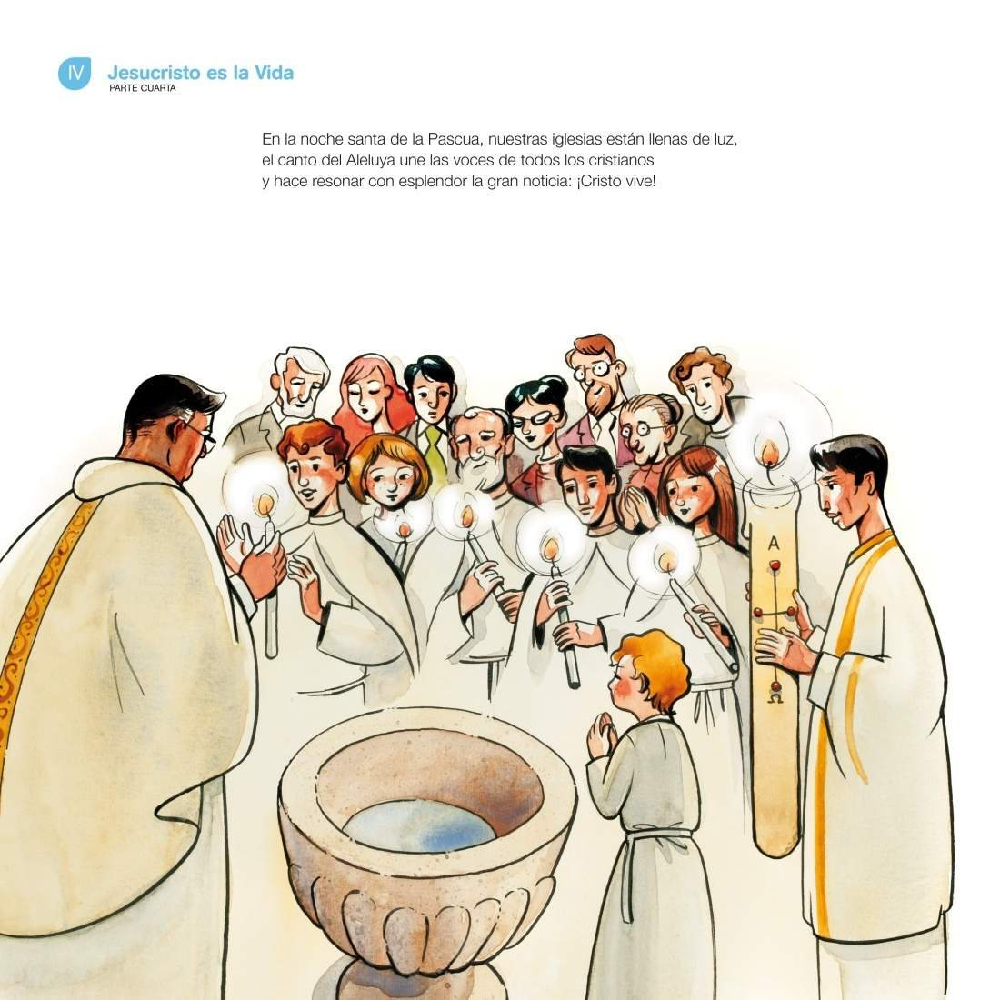 IV
Jesucristo es la Vida
PARTE CUARTA
En la noche santa de la Pascua, nuestras iglesias están llenas de luz,
el canto del Aleluya une las voces de todos los cristianos
y hace resonar con esplendor la gran noticia: ¡Cristo vive!
A
Ω